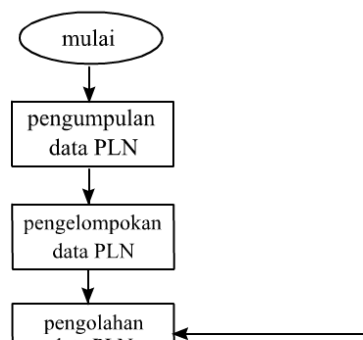 mulai
pengumpulan
data PLN
pengelompokan
data PLN
pengolahan